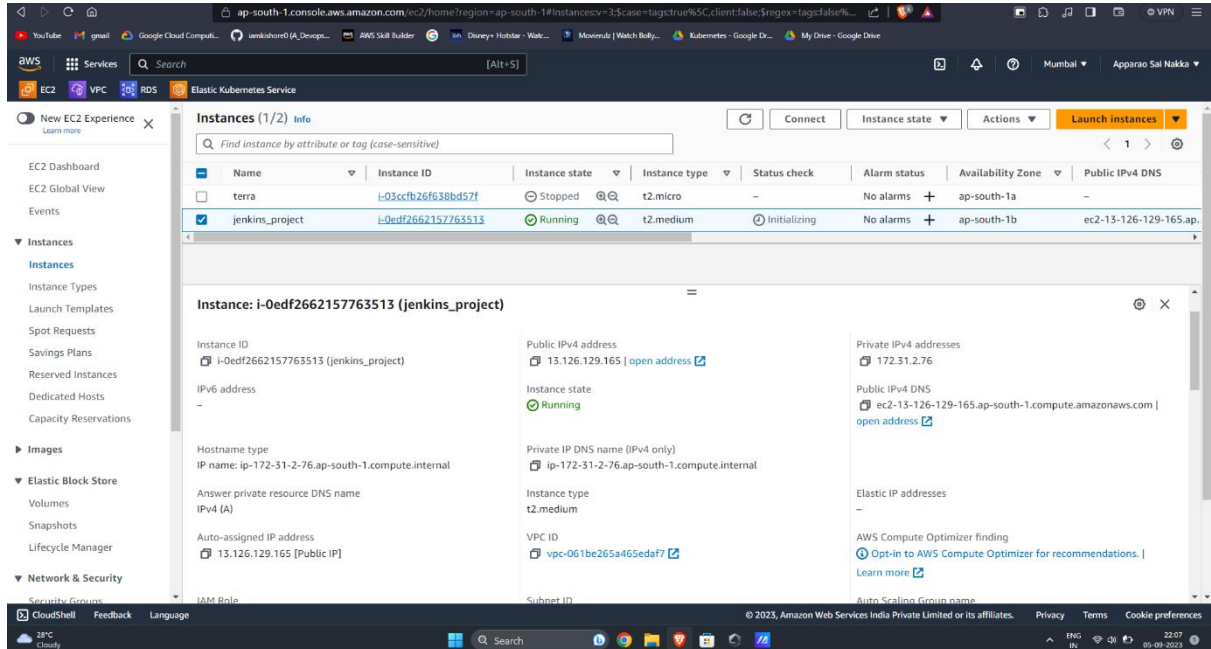 ap-south-1.console.aws.amazon.com/ec2/home?region=ap-south-1#Instances:v=3;$case=tags:true%5C,client:false;$regex=tags:false%...
VPN
YouTube gmail Google Cloud Computi... iamkishore0 (A_Devops... AWS Skill Builder Disney+ Hotstar - Watc... Movierulz | Watch Bolly... Kubernetes - Google Dr... My Drive - Google Drive
aws Services Search [Alt+S] Mumbai ▼ Apparao Sai Nakka ▼
EC2 VPC RDS Elastic Kubernetes Service
New EC2 Experience
Learn more
EC2 Dashboard
EC2 Global View
Events
▼ Instances
Instances
Instance Types
Launch Templates
Spot Requests
Savings Plans
Reserved Instances
Dedicated Hosts
Capacity Reservations
▶ Images
▼ Elastic Block Store
Volumes
Snapshots
Lifecycle Manager
▼ Network & Security
Security Groups
Instances (1/2) Info
Connect Instance state ▼ Actions ▼ Launch instances ▼
Find instance by attribute or tag (case-sensitive)
< 1 >
Name Instance ID Instance state Instance type Status check Alarm status Availability Zone Public IPv4 DNS
terra i-03ccfb26f638bd57f Stopped t2.micro – No alarms + ap-south-1a –
jenkins_project i-0edf2662157763513 Running t2.medium Initializing No alarms + ap-south-1b ec2-13-126-129-165.ap.
Instance: i-0edf2662157763513 (jenkins_project)
Instance ID
i-0edf2662157763513 (jenkins_project)
Public IPv4 address
13.126.129.165 | open address
Private IPv4 addresses
172.31.2.76
IPv6 address
–
Instance state
Running
Public IPv4 DNS
ec2-13-126-129-165.ap-south-1.compute.amazonaws.com |
open address
Hostname type
IP name: ip-172-31-2-76.ap-south-1.compute.internal
Private IP DNS name (IPv4 only)
ip-172-31-2-76.ap-south-1.compute.internal
Answer private resource DNS name
IPv4 (A)
Instance type
t2.medium
Elastic IP addresses
–
Auto-assigned IP address
13.126.129.165 [Public IP]
VPC ID
vpc-061be265a465edaf7
AWS Compute Optimizer finding
Opt-in to AWS Compute Optimizer for recommendations. |
Learn more
IAM Role
Subnet ID
Auto Scaling Group name
CloudShell Feedback Language © 2023, Amazon Web Services India Private Limited or its affiliates. Privacy Terms Cookie preferences
28°C
Cloudy
Search
ENG
IN
22:07
05-09-2023